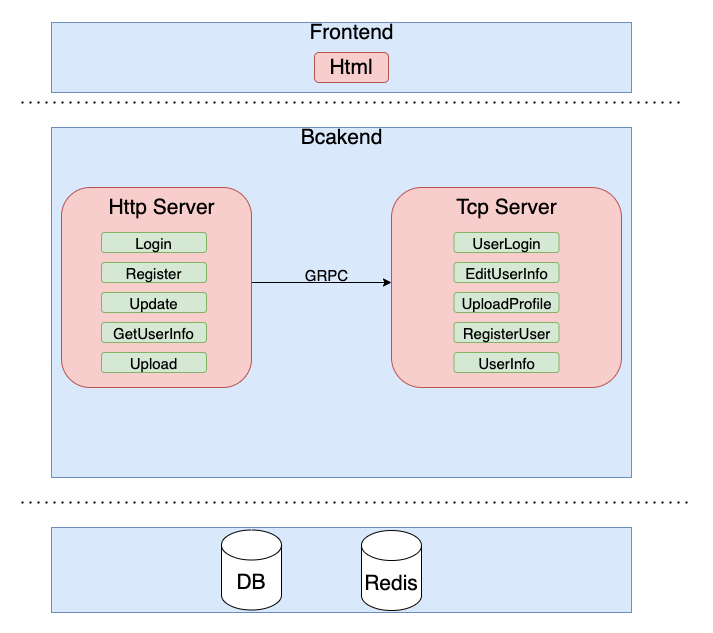 Frontend
Html
Bcakend
Http Server
Login
Register
Update
GetUserInfo
Upload
GRPC
Tcp Server
UserLogin
EditUserInfo
UploadProfile
RegisterUser
UserInfo
DB
Redis